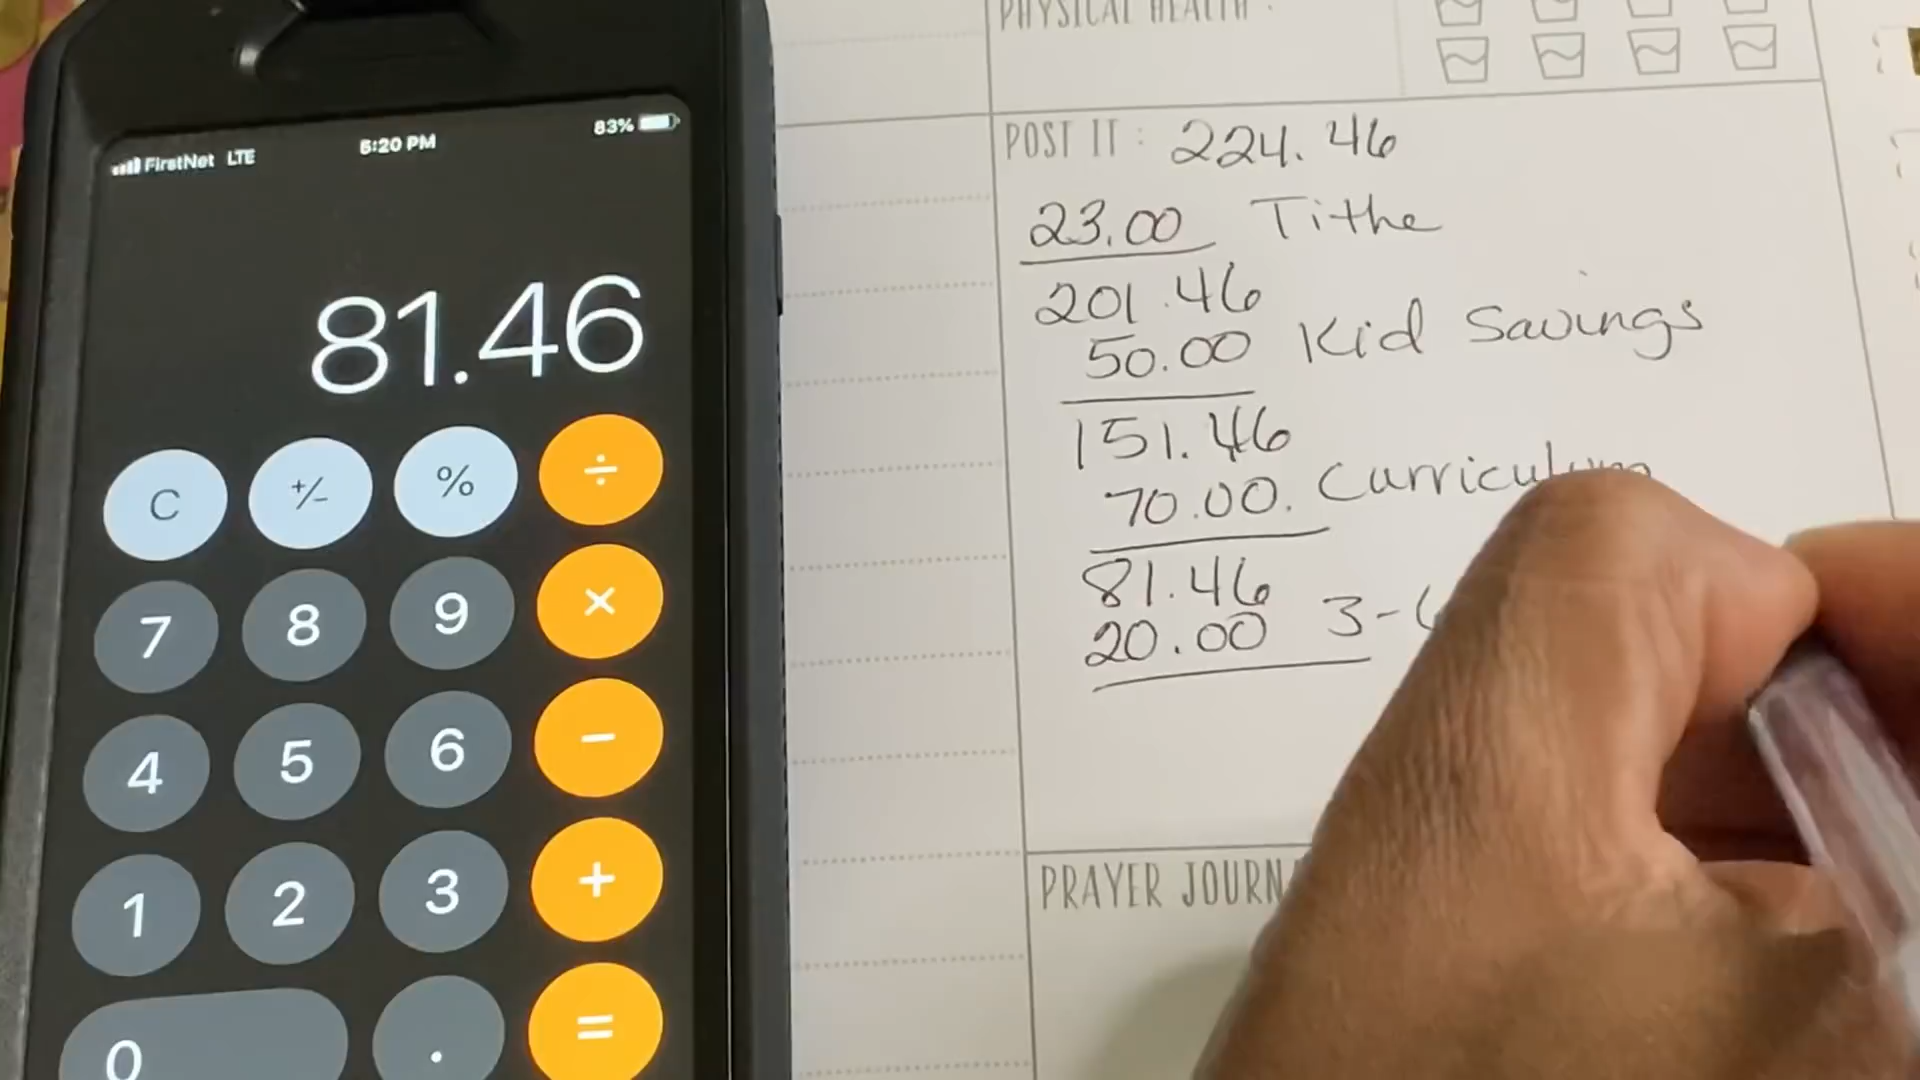 FirstNet LTE 5:20 PM 83%
81.46
C +/- % ÷
7 8 9 ×
4 5 6 −
1 2 3 +
0 . =
PHYSICAL HEALTH :
POST IT : 224.46
23.00 Tithe
201.46
50.00 Kid Savings
151.46
70.00. Curriculum
81.46
20.00 3-
PRAYER JOURN